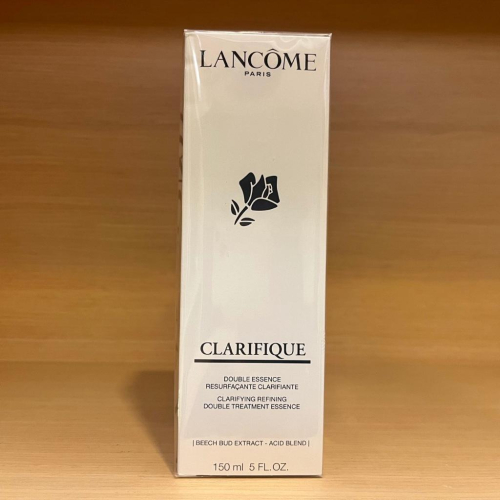 LANCÔME
PARIS
CLARIFIQUE
DOUBLE ESSENCE
RESURFAÇANTE CLARIFIANTE
CLARIFYING REFINING
DOUBLE TREATMENT ESSENCE
| BEECH BUD EXTRACT - ACID BLEND |
150 ml 5 FL. OZ.